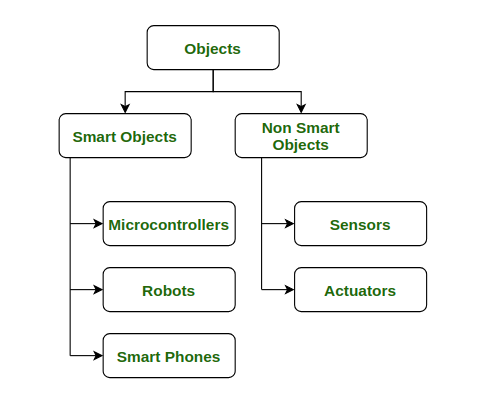 Objects
Smart Objects
Non Smart
Objects
Microcontrollers
Sensors
Robots
Actuators
Smart Phones